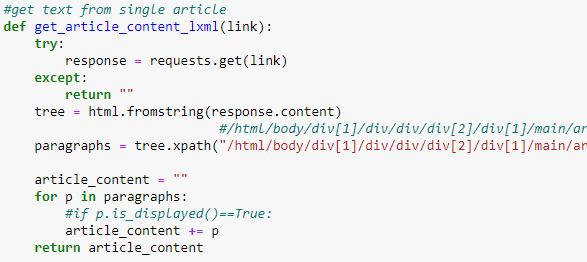 #get text from single article
def get_article_content_lxml(link):
    try:
        response = requests.get(link)
    except:
        return ""
    tree = html.fromstring(response.content)
                            #/html/body/div[1]/div/div/div[2]/div[1]/main/ar
    paragraphs = tree.xpath("/html/body/div[1]/div/div/div[2]/div[1]/main/ar
    article_content = ""
    for p in paragraphs:
        #if p.is_displayed()==True:
        article_content += p
    return article_content